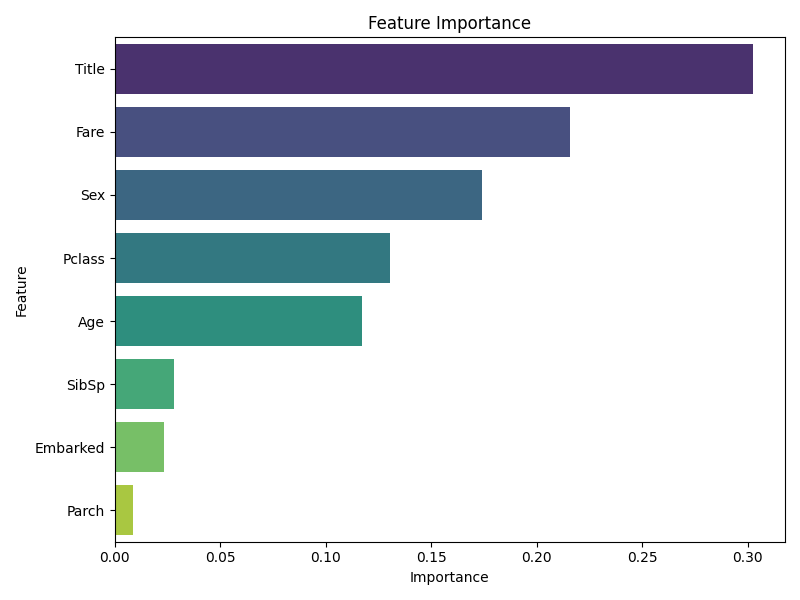 Feature Importance
Title
Fare
Sex
Pclass
Age
SibSp
Embarked
Parch
Feature
0.00 0.05 0.10 0.15 0.20 0.25 0.30
Importance